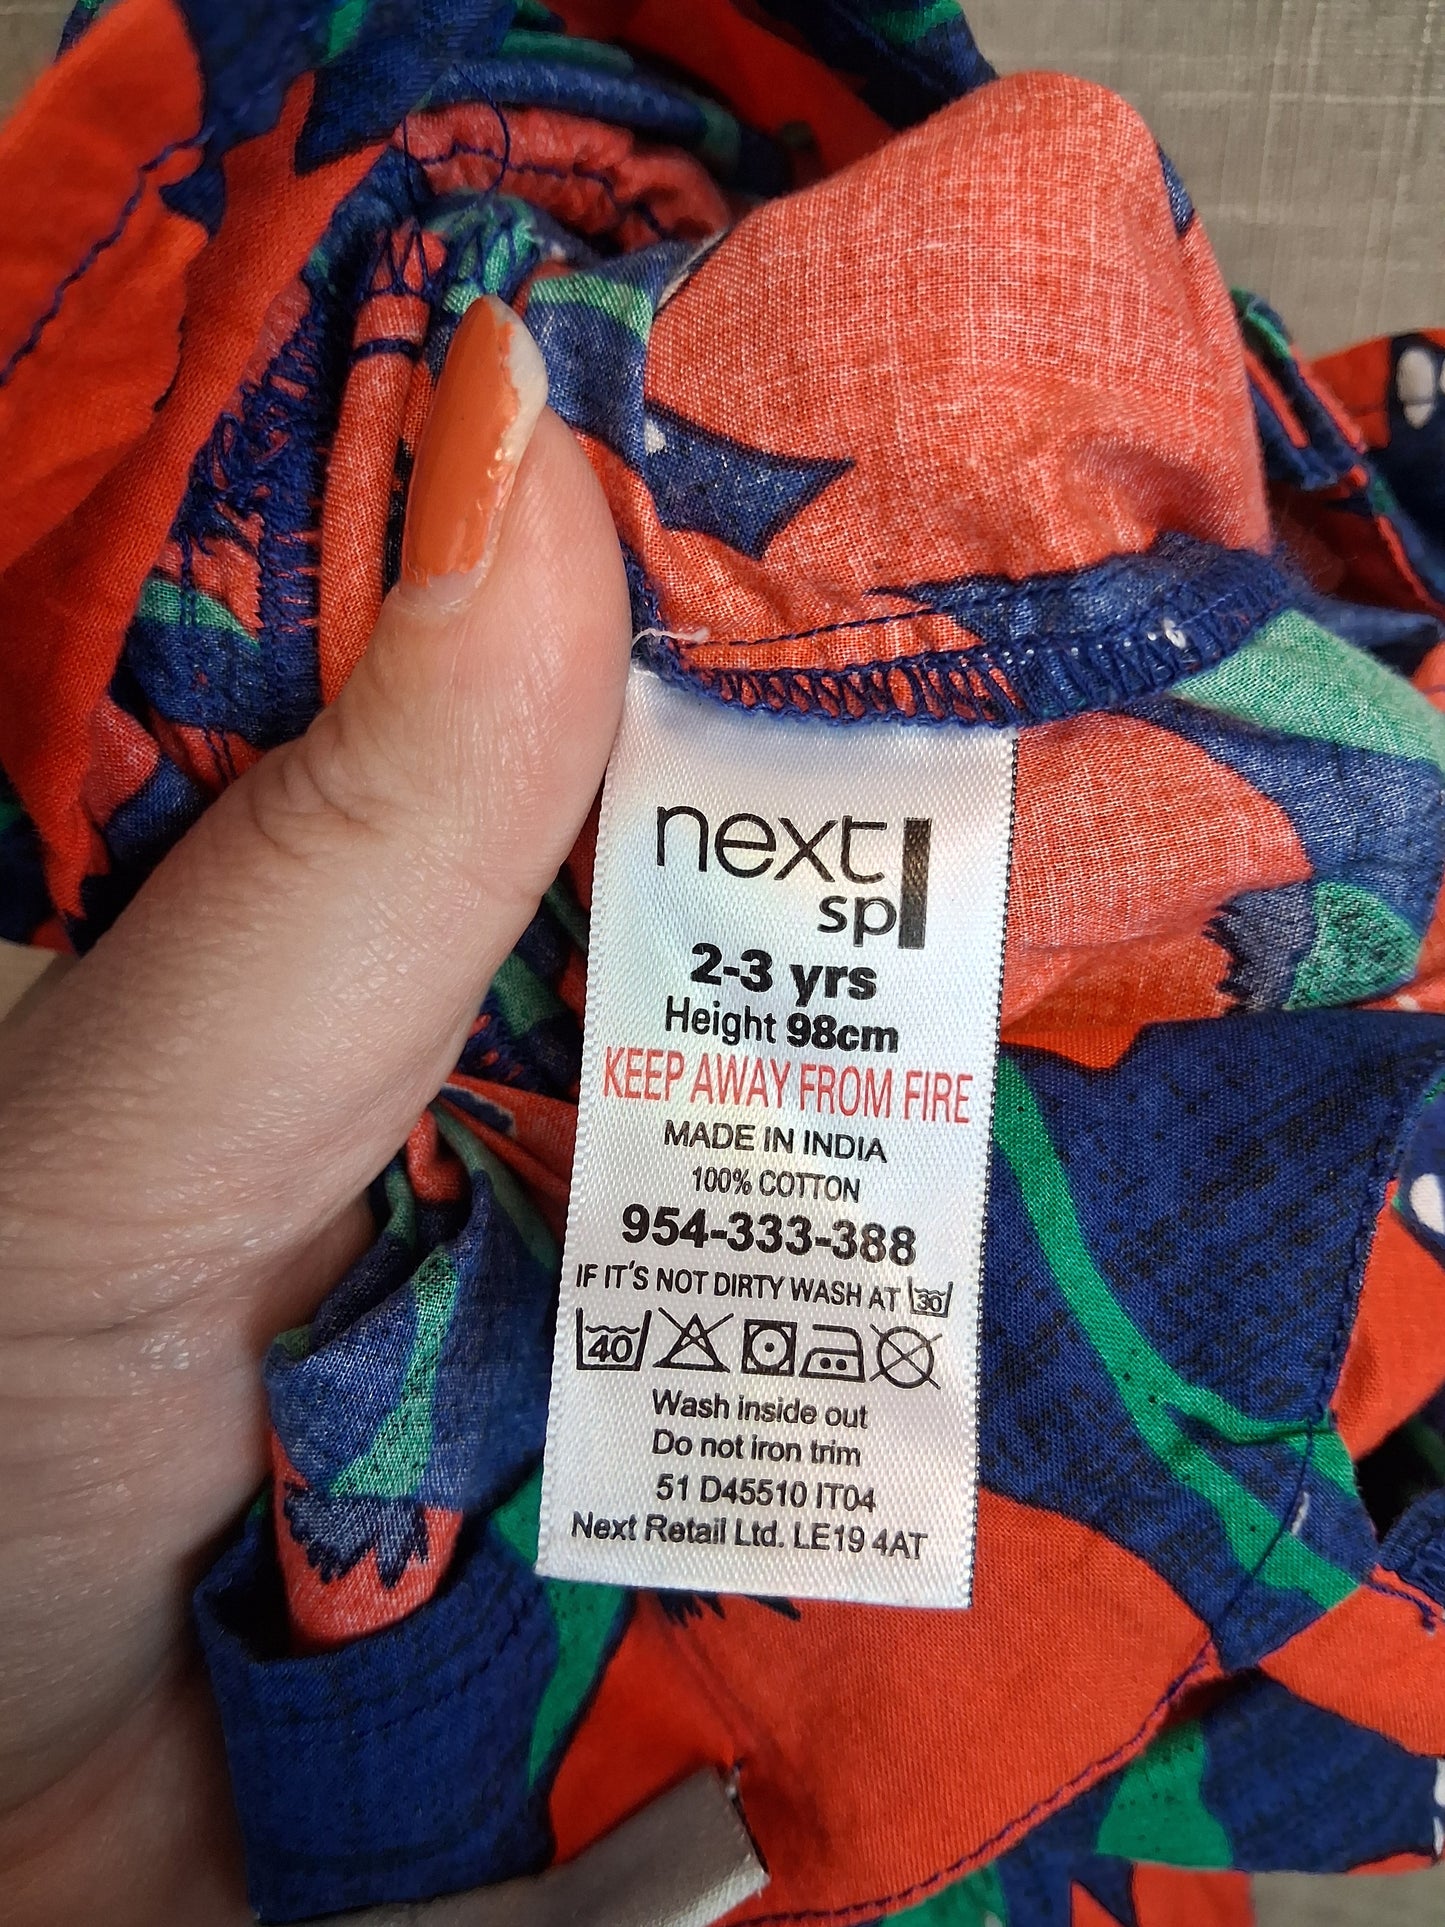 next
sp
2-3 yrs
Height 98cm
KEEP AWAY FROM FIRE
MADE IN INDIA
100% COTTON
954-333-388
IF IT'S NOT DIRTY WASH AT 30
40
Wash inside out
Do not iron trim
51 D45510 IT04
Next Retail Ltd. LE19 4AT